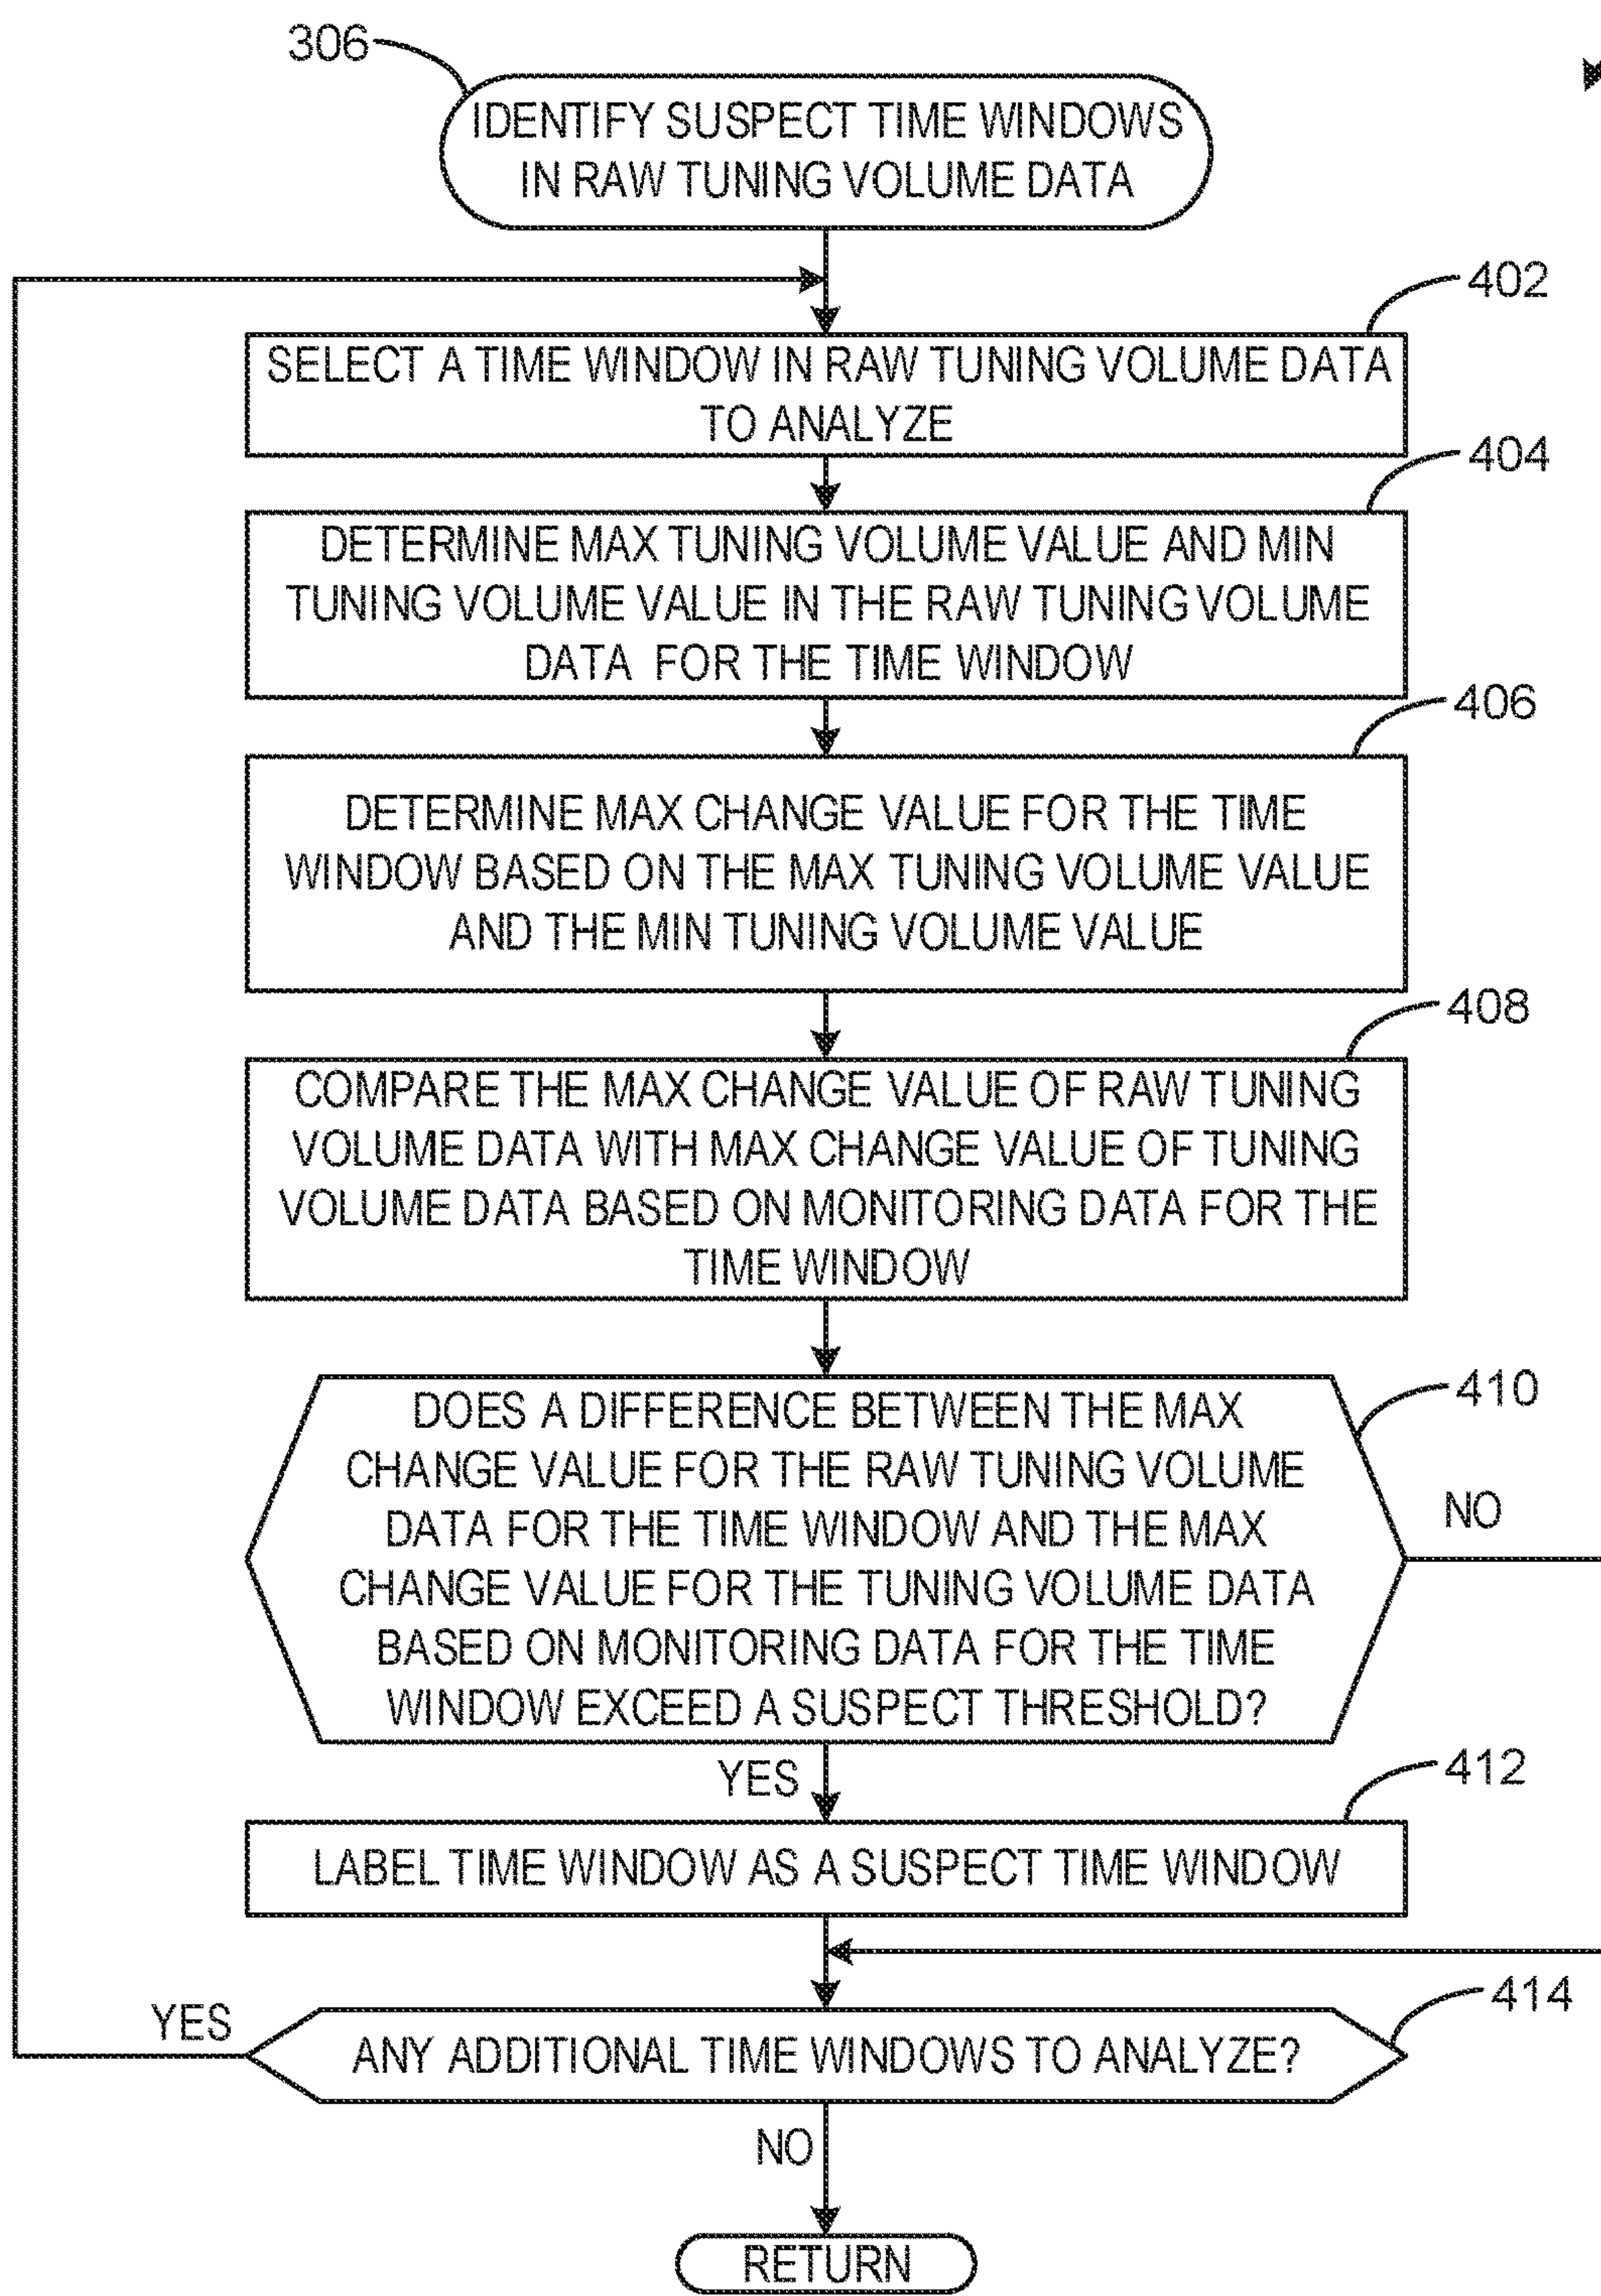 306
IDENTIFY SUSPECT TIME WINDOWS
IN RAW TUNING VOLUME DATA
402
SELECT A TIME WINDOW IN RAW TUNING VOLUME DATA
TO ANALYZE
404
DETERMINE MAX TUNING VOLUME VALUE AND MIN
TUNING VOLUME VALUE IN THE RAW TUNING VOLUME
DATA FOR THE TIME WINDOW
406
DETERMINE MAX CHANGE VALUE FOR THE TIME
WINDOW BASED ON THE MAX TUNING VOLUME VALUE
AND THE MIN TUNING VOLUME VALUE
408
COMPARE THE MAX CHANGE VALUE OF RAW TUNING
VOLUME DATA WITH MAX CHANGE VALUE OF TUNING
VOLUME DATA BASED ON MONITORING DATA FOR THE
TIME WINDOW
410
DOES A DIFFERENCE BETWEEN THE MAX
CHANGE VALUE FOR THE RAW TUNING VOLUME
DATA FOR THE TIME WINDOW AND THE MAX
CHANGE VALUE FOR THE TUNING VOLUME DATA
BASED ON MONITORING DATA FOR THE TIME
WINDOW EXCEED A SUSPECT THRESHOLD?
NO
YES
412
LABEL TIME WINDOW AS A SUSPECT TIME WINDOW
414
YES
ANY ADDITIONAL TIME WINDOWS TO ANALYZE?
NO
RETURN